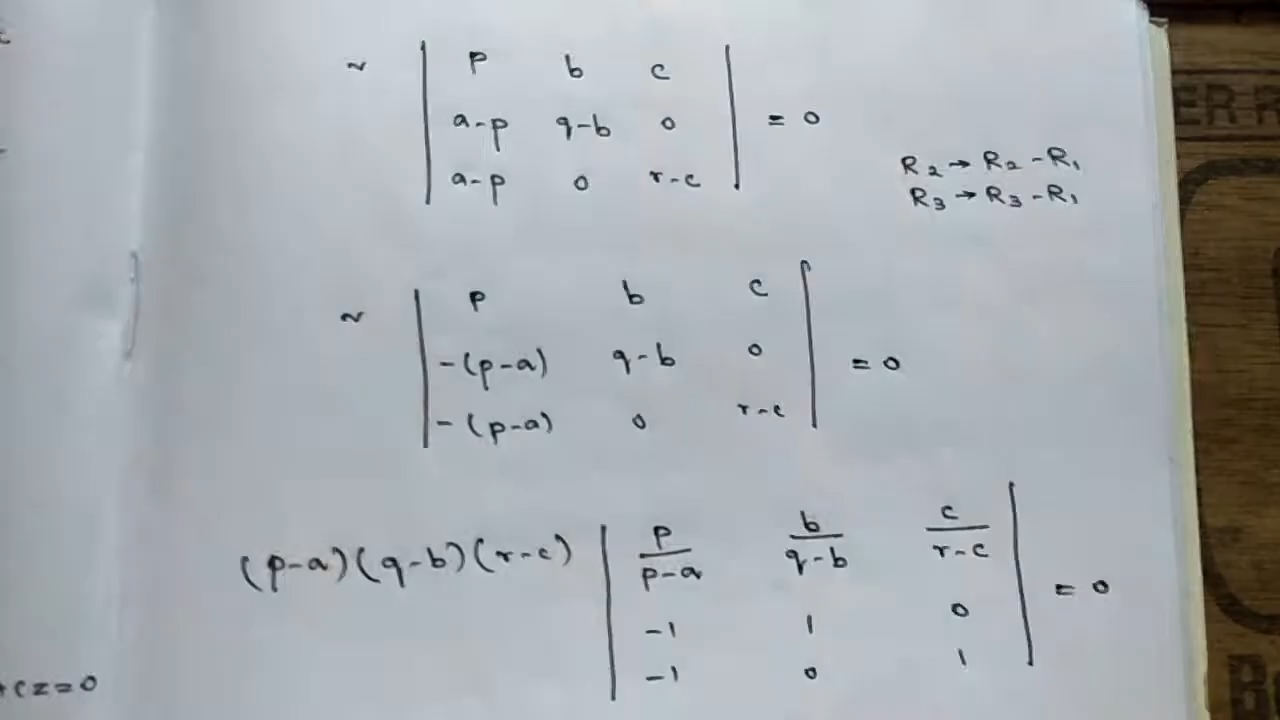 ~ | p b c |
| a-p q-b 0 | = 0
| a-p 0 r-c |
R₂ → R₂ - R₁
R₃ → R₃ - R₁
~ | p b c |
| -(p-a) q-b 0 | = 0
| -(p-a) 0 r-c |
(p-a)(q-b)(r-c) | p/(p-a) b/(q-b) c/(r-c) |
| -1 1 0 | = 0
| -1 0 1 |
+cz=0